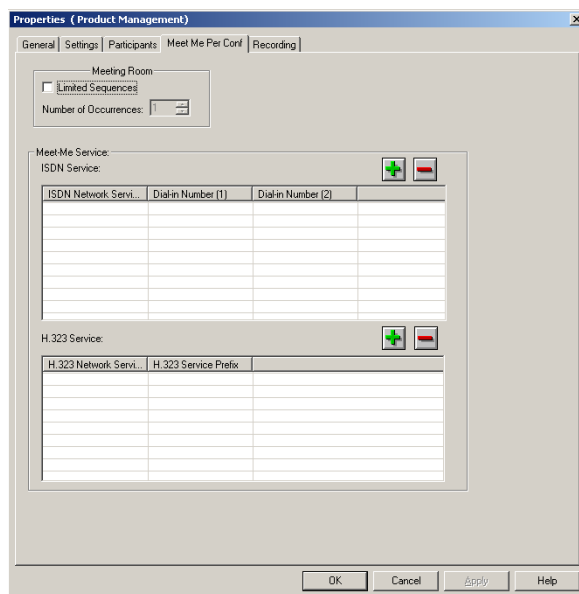 Properties ( Product Management)
General Settings Participants Meet Me Per Conf Recording
Meeting Room
Limited Sequences
Number of Occurrences: 1
Meet-Me Service:
ISDN Service:
ISDN Network Servi... Dial-in Number (1) Dial-in Number (2)
H.323 Service:
H.323 Network Servi... H.323 Service Prefix
OK Cancel Apply Help